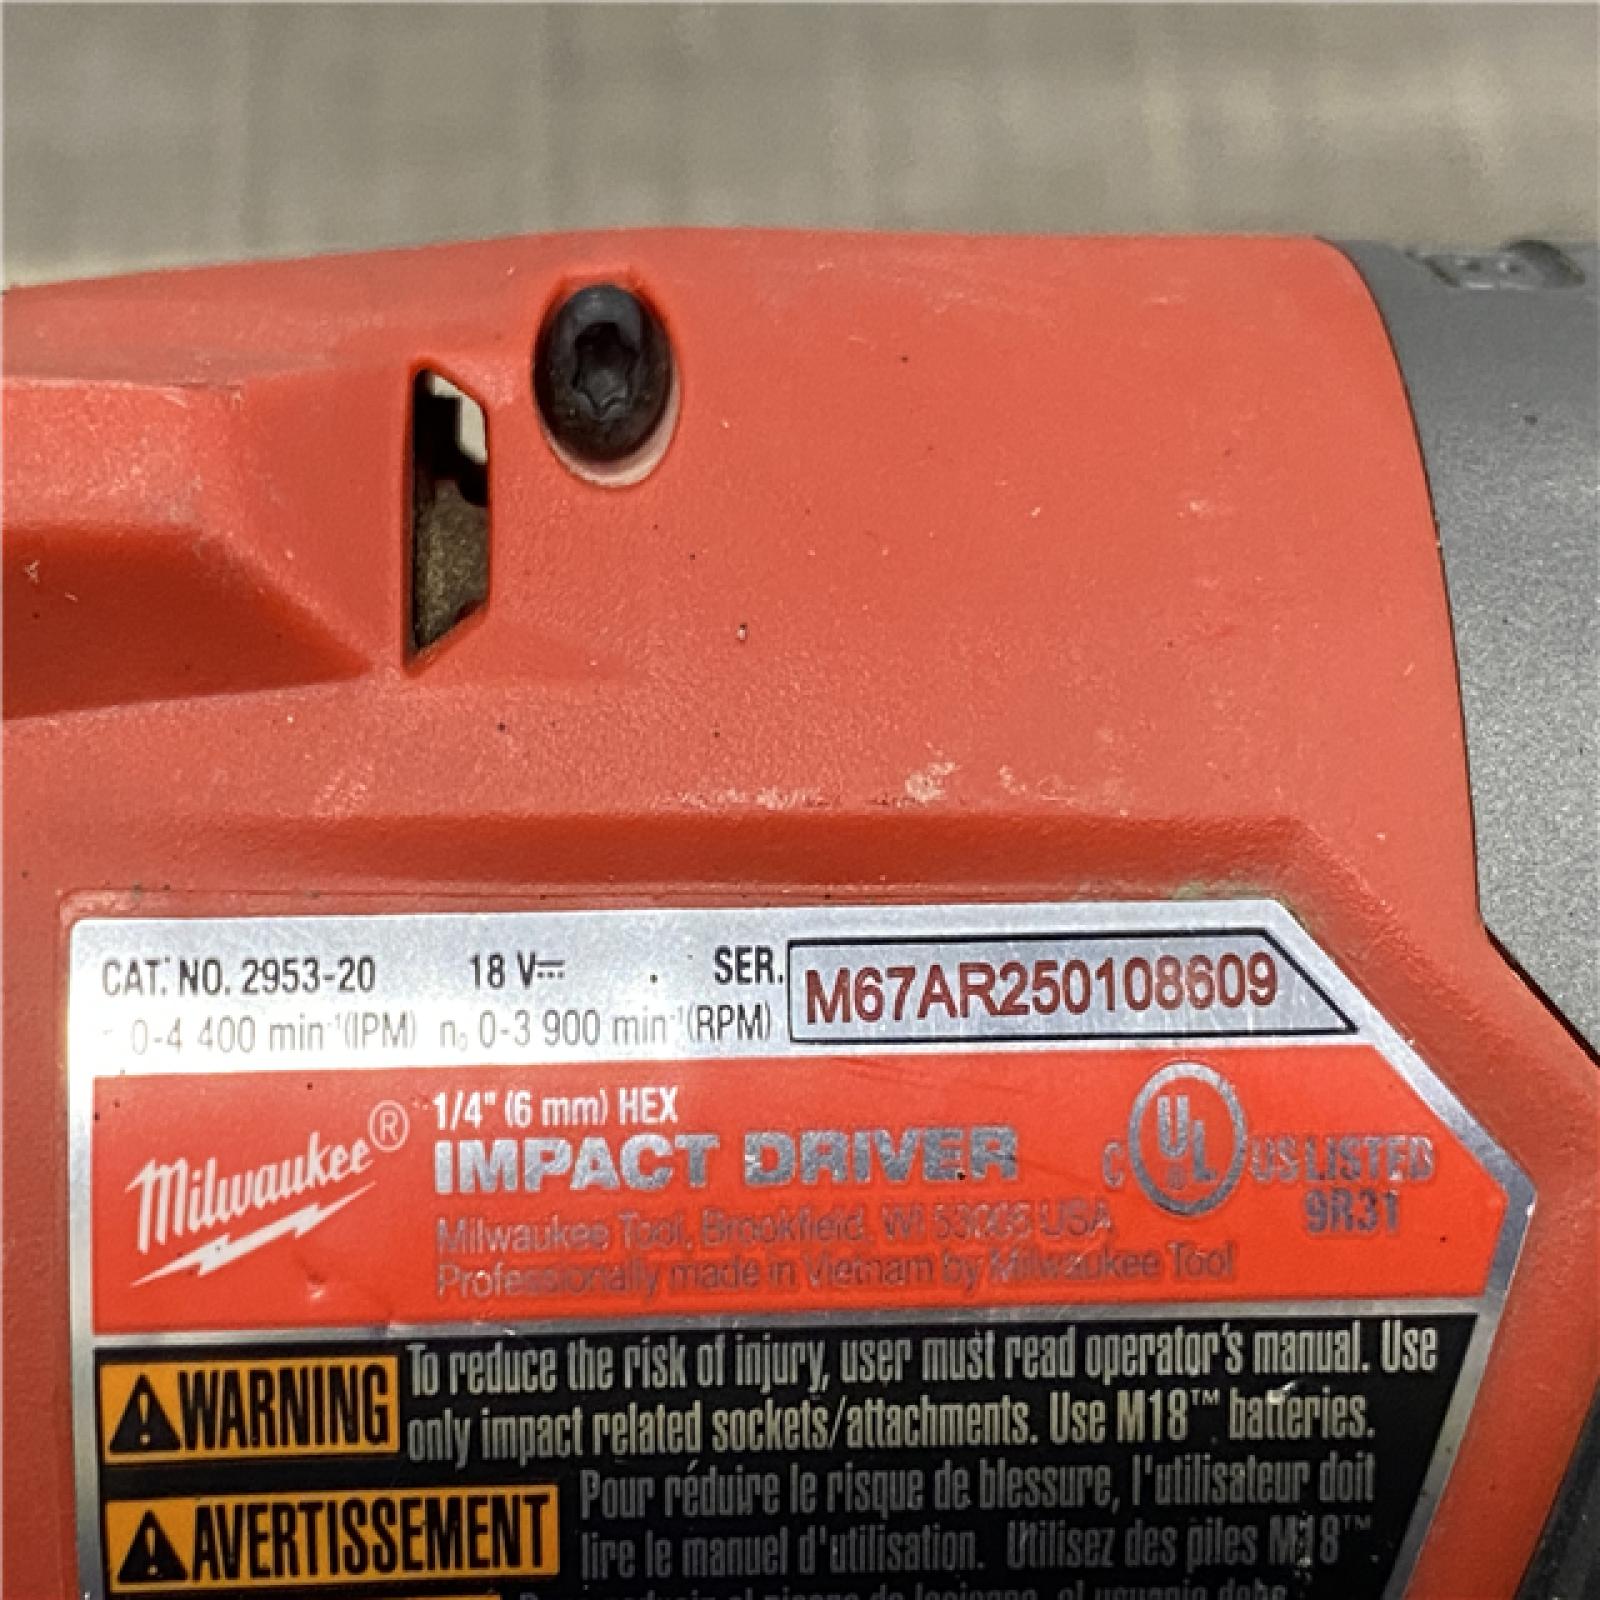 CAT. NO. 2953-20 18 V⎓ SER. M67AR250108609
0-4 400 min⁻¹(IPM) n₀ 0-3 900 min⁻¹(RPM)
Milwaukee®
1/4" (6 mm) HEX
IMPACT DRIVER
Milwaukee Tool, Brookfield, WI 53005 USA
Professionally made in Vietnam by Milwaukee Tool
C UL® US LISTED
9R31
WARNING To reduce the risk of injury, user must read operator's manual. Use
only impact related sockets/attachments. Use M18™ batteries.
AVERTISSEMENT Pour réduire le risque de blessure, l'utilisateur doit
lire le manuel d'utilisation. Utilisez des piles M18™